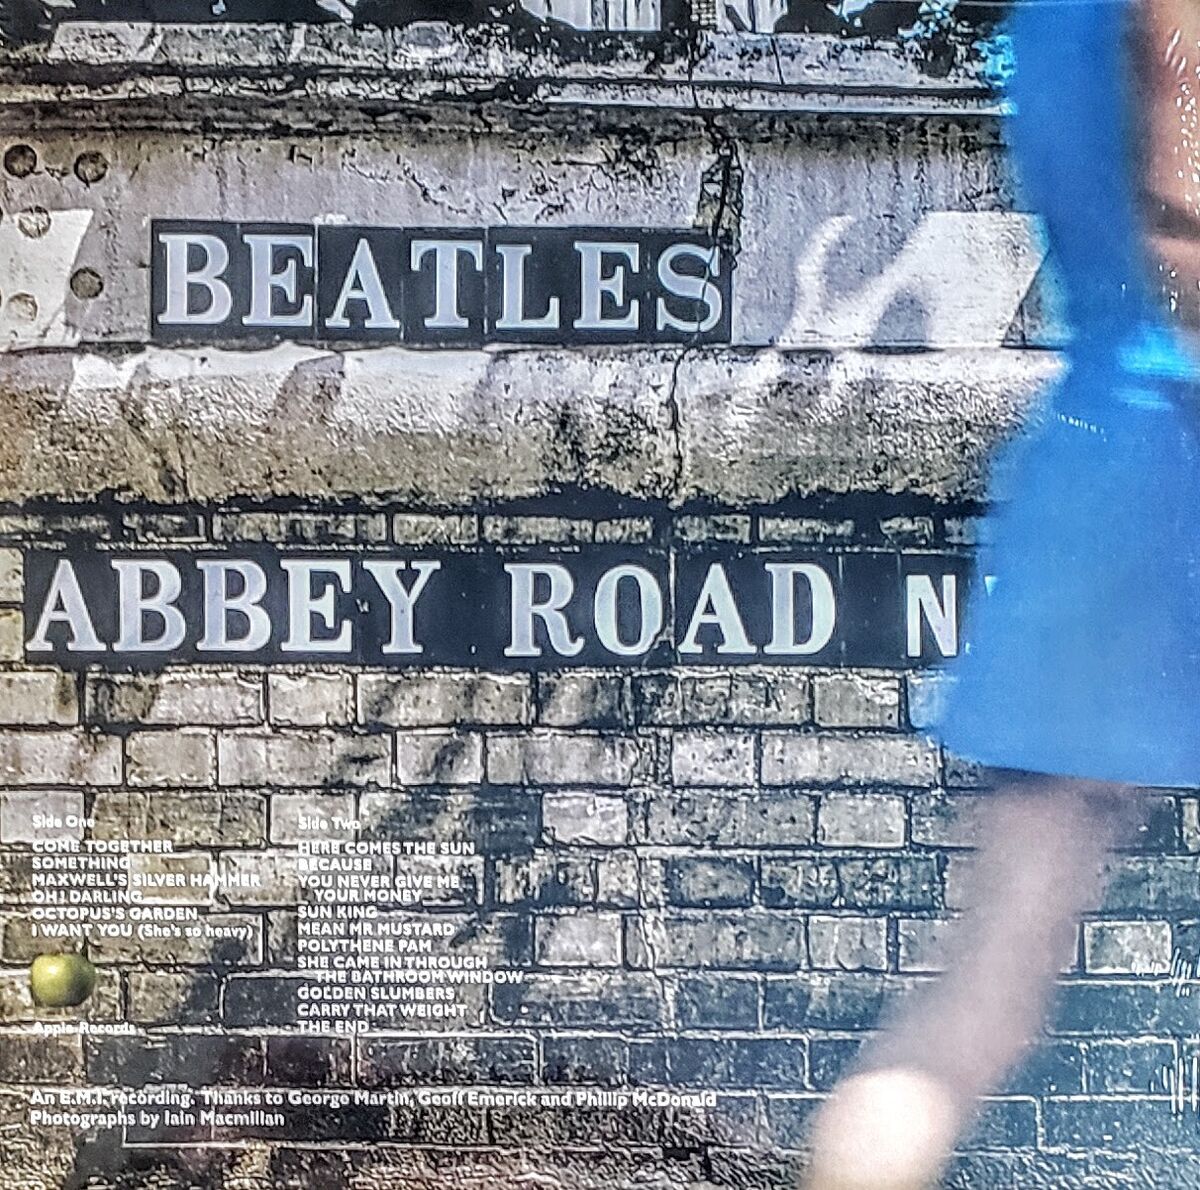 BEATLES
ABBEY ROAD N
Side One
COME TOGETHER
SOMETHING
MAXWELL'S SILVER HAMMER
OH! DARLING
OCTOPUS'S GARDEN
I WANT YOU (She's so heavy)
Apple Records
Side Two
HERE COMES THE SUN
BECAUSE
YOU NEVER GIVE ME
YOUR MONEY
SUN KING
MEAN MR MUSTARD
POLYTHENE PAM
SHE CAME IN THROUGH
THE BATHROOM WINDOW
GOLDEN SLUMBERS
CARRY THAT WEIGHT
THE END
An E.M.I. recording. Thanks to George Martin, Geoff Emerick and Phillip McDonald
Photographs by Iain Macmillan